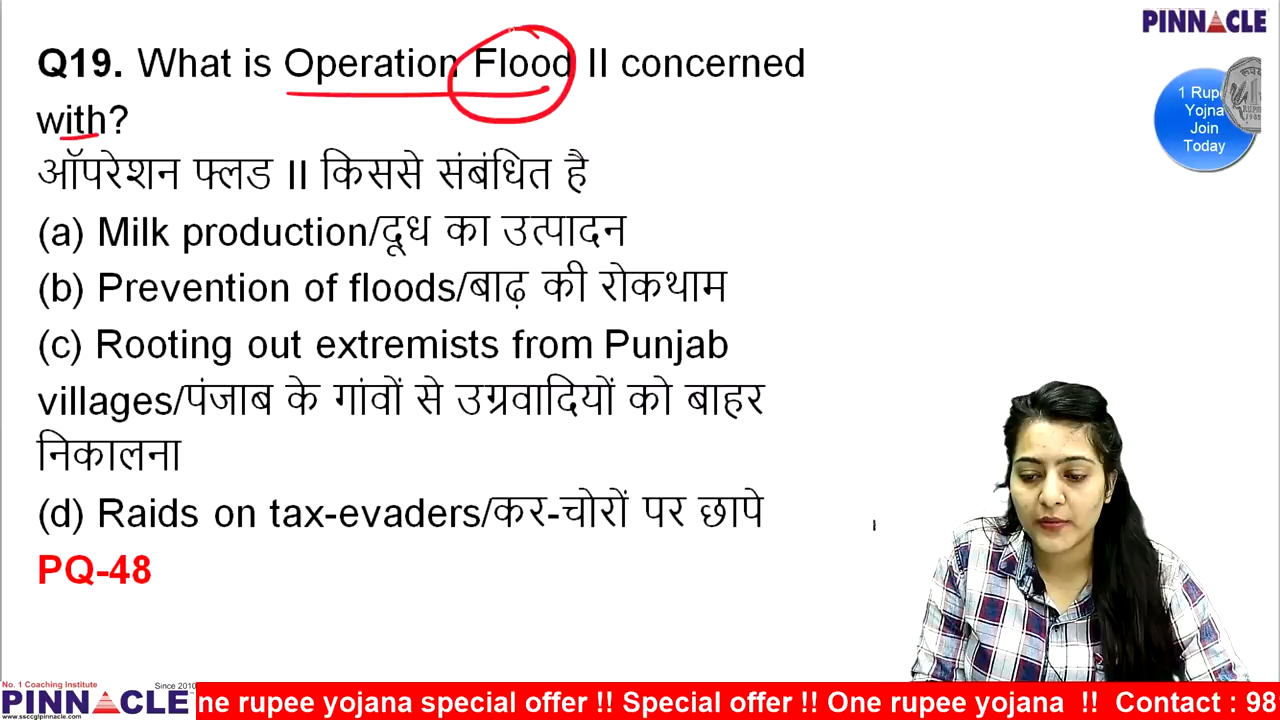 PINNACLE
Q19. What is Operation Flood II concerned
with?
ऑपरेशन फ्लड II किससे संबंधित है
(a) Milk production/दूध का उत्पादन
(b) Prevention of floods/बाढ़ की रोकथाम
(c) Rooting out extremists from Punjab
villages/पंजाब के गांवों से उग्रवादियों को बाहर
निकालना
(d) Raids on tax-evaders/कर-चोरों पर छापे
PQ-48
1 Rupe
Yojna
Join
Today
No. 1 Coaching Institute
Since 2010
PINNACLE
www.ssccglpinnacle.com
ne rupee yojana special offer !! Special offer !! One rupee yojana !! Contact : 98